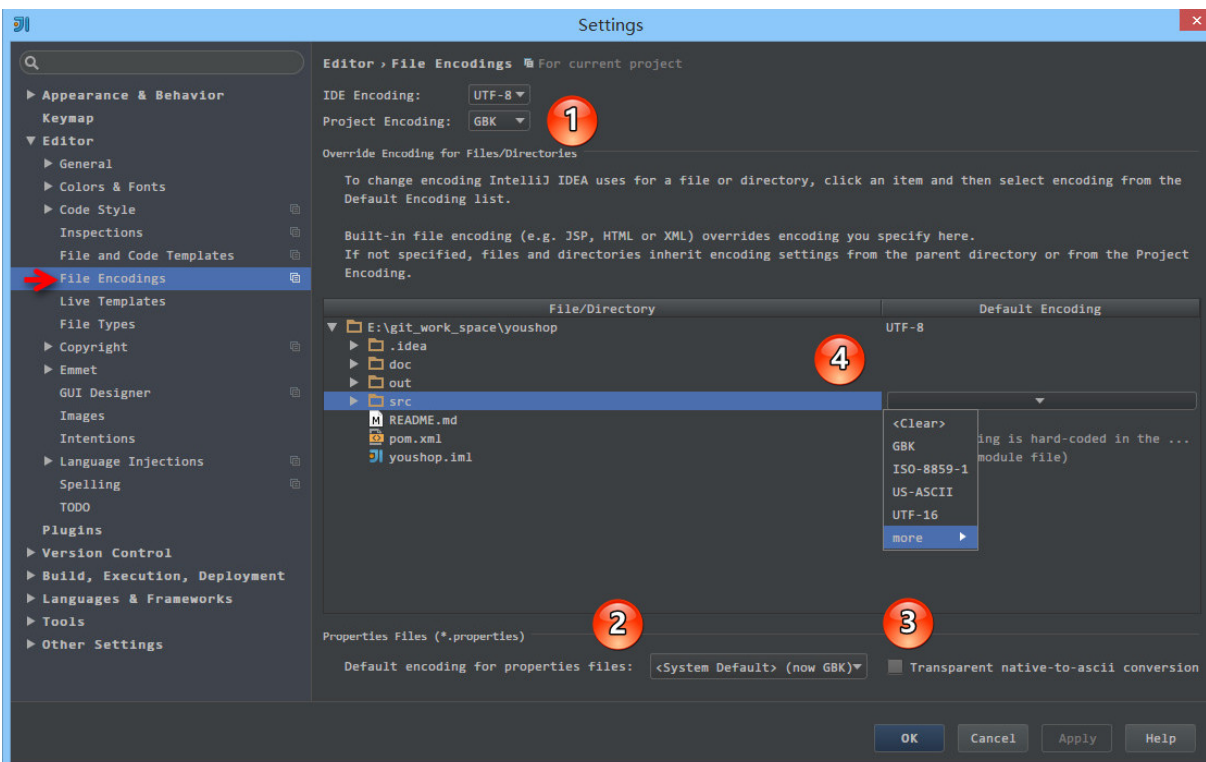 Settings
Editor › File Encodings For current project
Appearance & Behavior
Keymap
Editor
General
Colors & Fonts
Code Style
Inspections
File and Code Templates
File Encodings
Live Templates
File Types
Copyright
Emmet
GUI Designer
Images
Intentions
Language Injections
Spelling
TODO
Plugins
Version Control
Build, Execution, Deployment
Languages & Frameworks
Tools
Other Settings
IDE Encoding: UTF-8
Project Encoding: GBK
1
Override Encoding for Files/Directories
To change encoding IntelliJ IDEA uses for a file or directory, click an item and then select encoding from the
Default Encoding list.
Built-in file encoding (e.g. JSP, HTML or XML) overrides encoding you specify here.
If not specified, files and directories inherit encoding settings from the parent directory or from the Project
Encoding.
File/Directory Default Encoding
E:\git_work_space\youshop UTF-8
.idea
doc
4
out
src
README.md
pom.xml
youshop.iml
<Clear>
GBK
ing is hard-coded in the ...
ISO-8859-1
module file)
US-ASCII
UTF-16
more
2
3
Properties Files (*.properties)
Default encoding for properties files: <System Default> (now GBK) Transparent native-to-ascii conversion
OK Cancel Apply Help